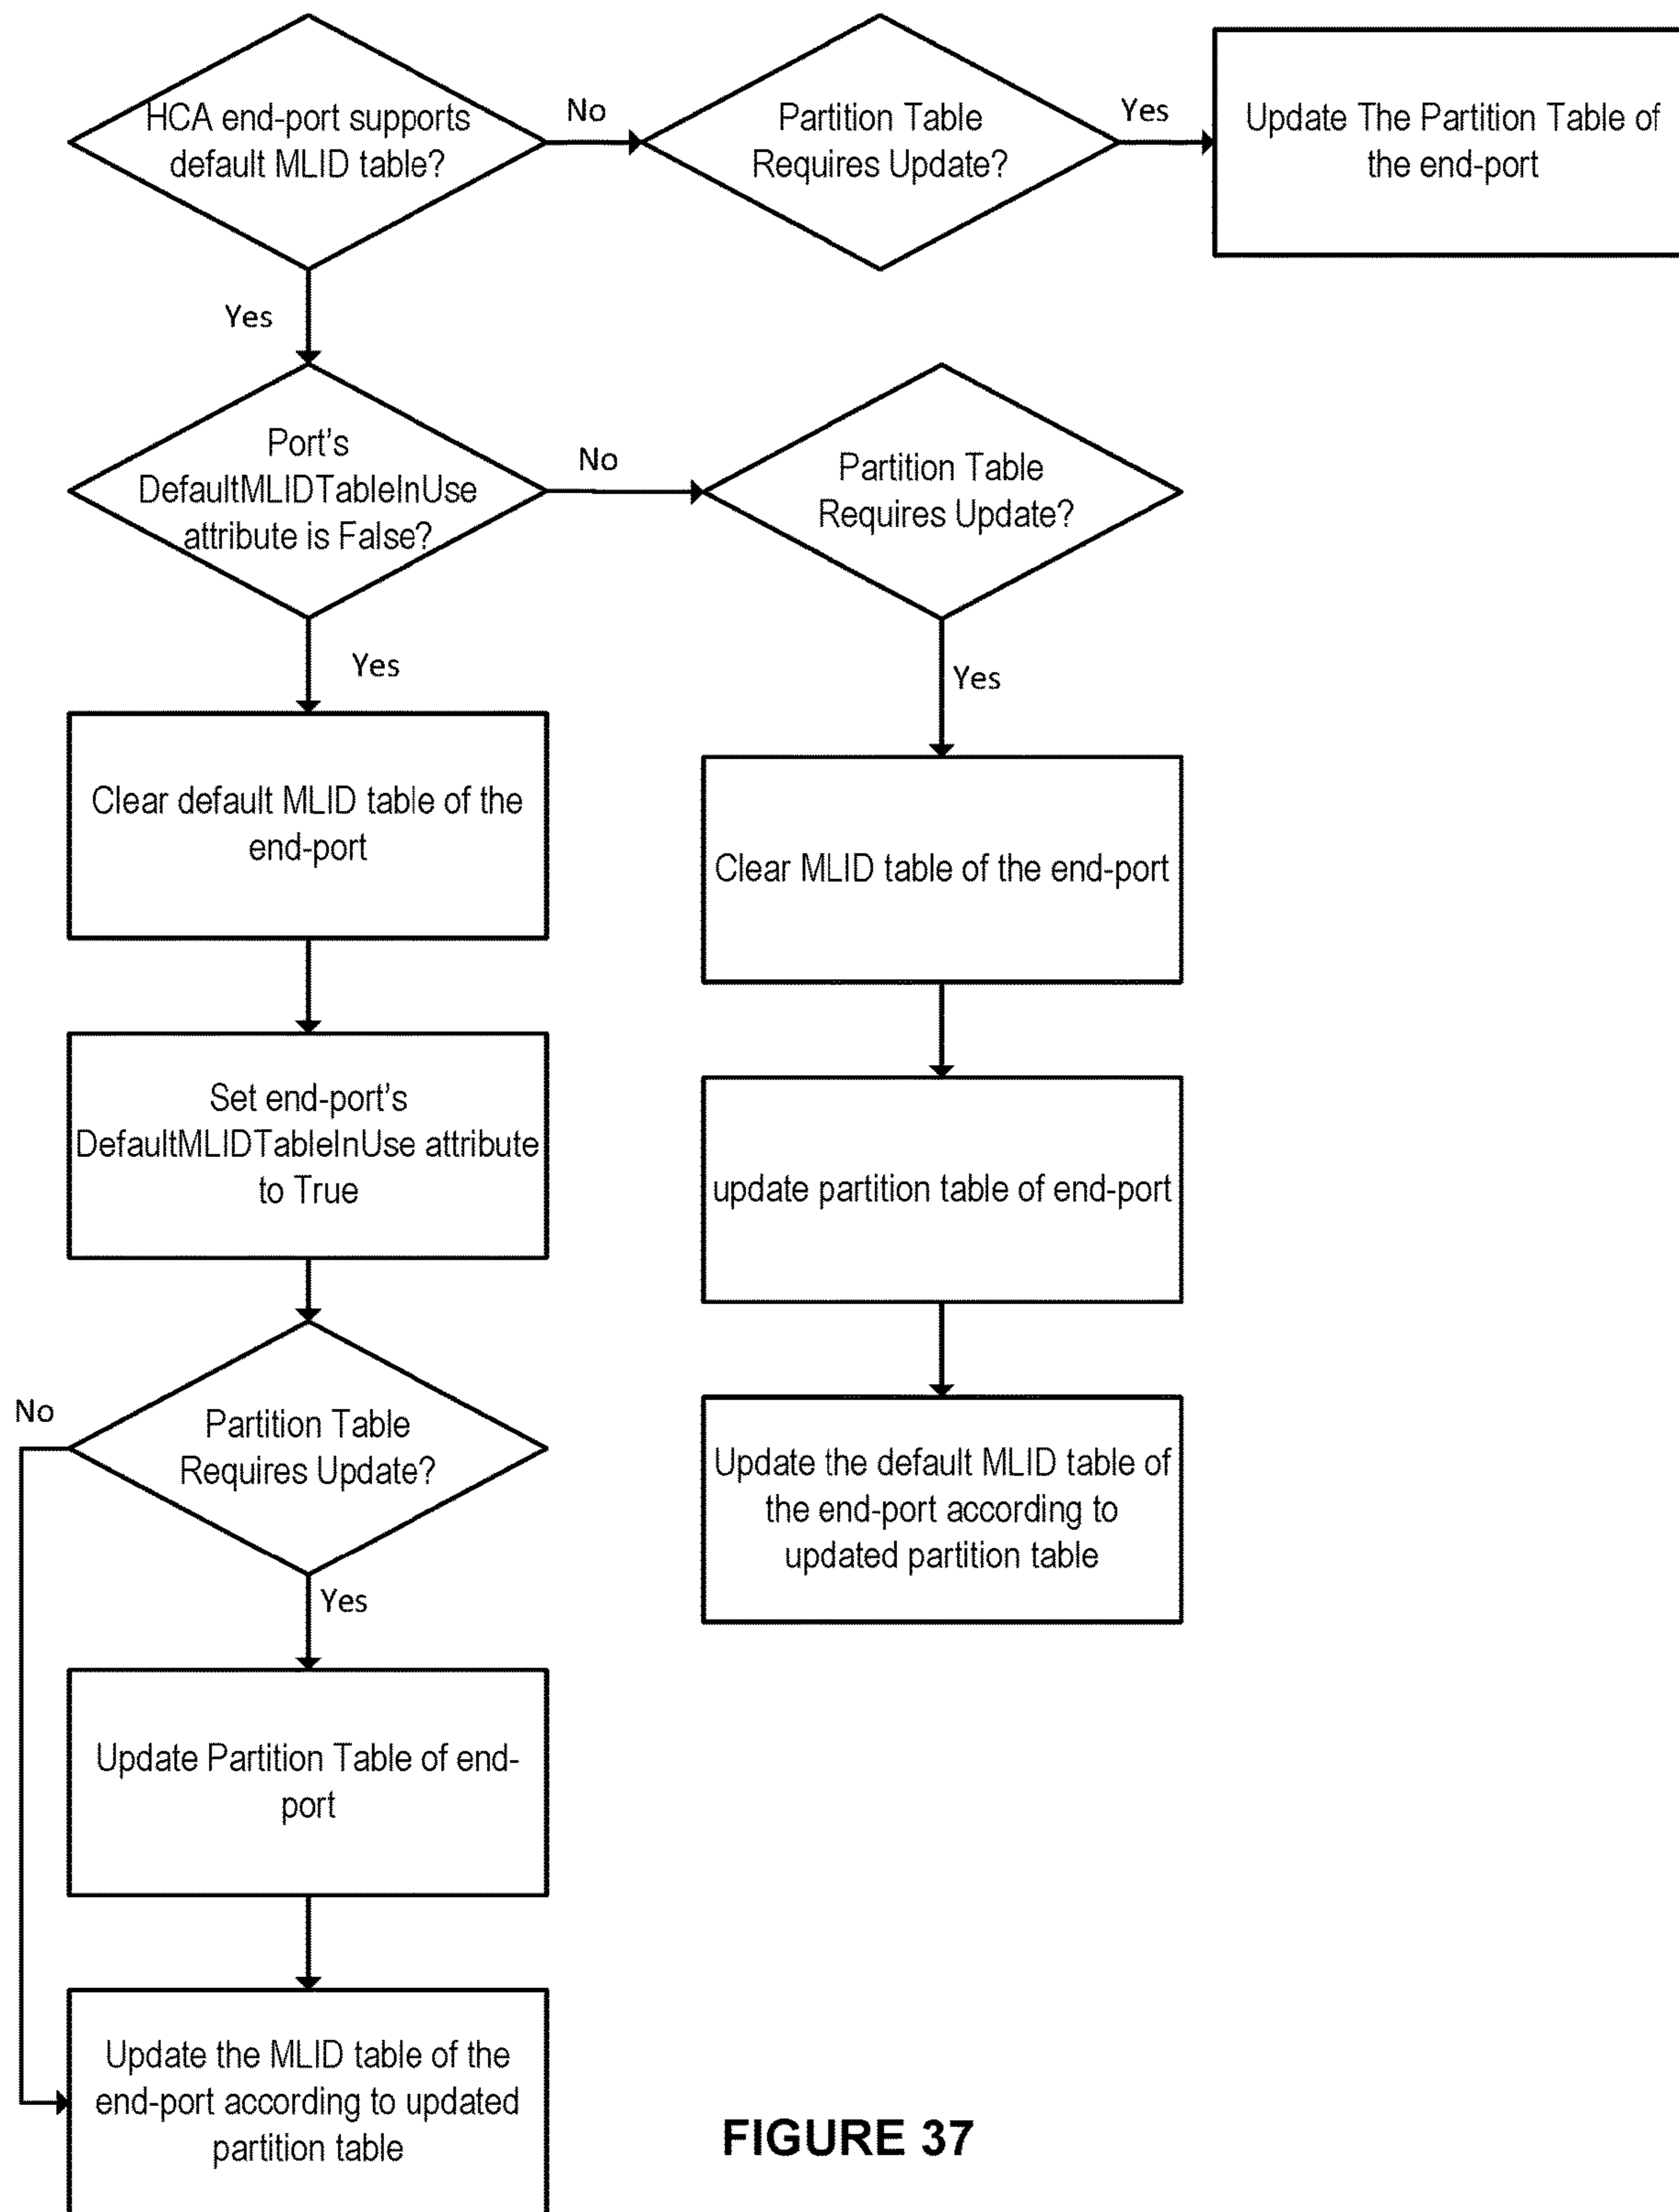 HCA end-port supports
default MLID table?
No
Partition Table
Requires Update?
Yes
Update The Partition Table of
the end-port
Yes
Port's
DefaultMLIDTableInUse
attribute is False?
No
Partition Table
Requires Update?
Yes
Yes
Clear default MLID table of the
end-port
Clear MLID table of the end-port
Set end-port's
DefaultMLIDTableInUse attribute
to True
update partition table of end-port
No
Partition Table
Requires Update?
Yes
Update the default MLID table of
the end-port according to
updated partition table
Update Partition Table of end-
port
Update the MLID table of the
end-port according to updated
partition table
FIGURE 37